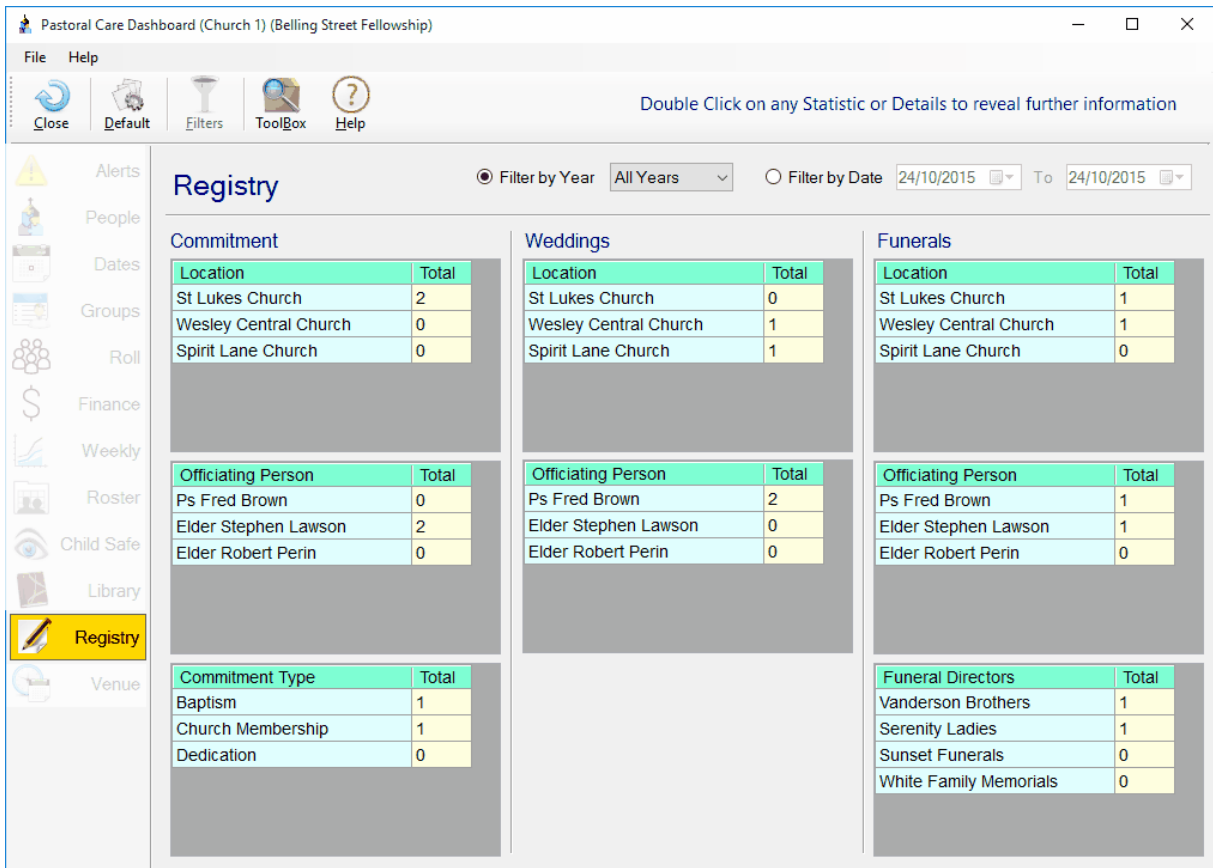 Pastoral Care Dashboard (Church 1) (Belling Street Fellowship)
File Help
Close Default Filters ToolBox Help
Double Click on any Statistic or Details to reveal further information
Alerts
People
Dates
Groups
Roll
Finance
Weekly
Roster
Child Safe
Library
Registry
Venue
Registry
Filter by Year All Years Filter by Date 24/10/2015 To 24/10/2015
Commitment
Location Total
St Lukes Church 2
Wesley Central Church 0
Spirit Lane Church 0
Officiating Person Total
Ps Fred Brown 0
Elder Stephen Lawson 2
Elder Robert Perin 0
Commitment Type Total
Baptism 1
Church Membership 1
Dedication 0
Weddings
Location Total
St Lukes Church 0
Wesley Central Church 1
Spirit Lane Church 1
Officiating Person Total
Ps Fred Brown 2
Elder Stephen Lawson 0
Elder Robert Perin 0
Funerals
Location Total
St Lukes Church 1
Wesley Central Church 1
Spirit Lane Church 0
Officiating Person Total
Ps Fred Brown 1
Elder Stephen Lawson 1
Elder Robert Perin 0
Funeral Directors Total
Vanderson Brothers 1
Serenity Ladies 1
Sunset Funerals 0
White Family Memorials 0